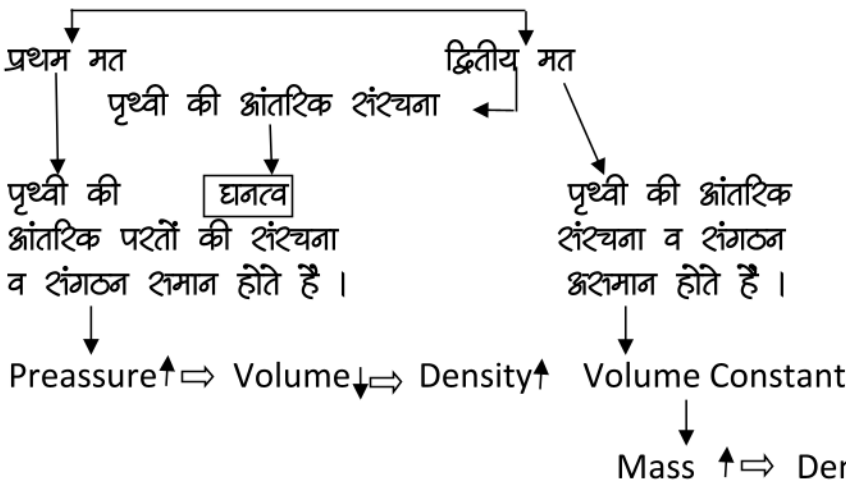 प्रथम मत द्वितीय मत
पृथ्वी की आंतरिक संरचना
पृथ्वी की घनत्व पृथ्वी की आंतरिक
आंतरिक परतों की संरचना संरचना व संगठन
व संगठन समान होते है । असमान होते है ।
Preassure↑⇨ Volume↓⇨ Density↑ Volume Constant
Mass ↑⇨